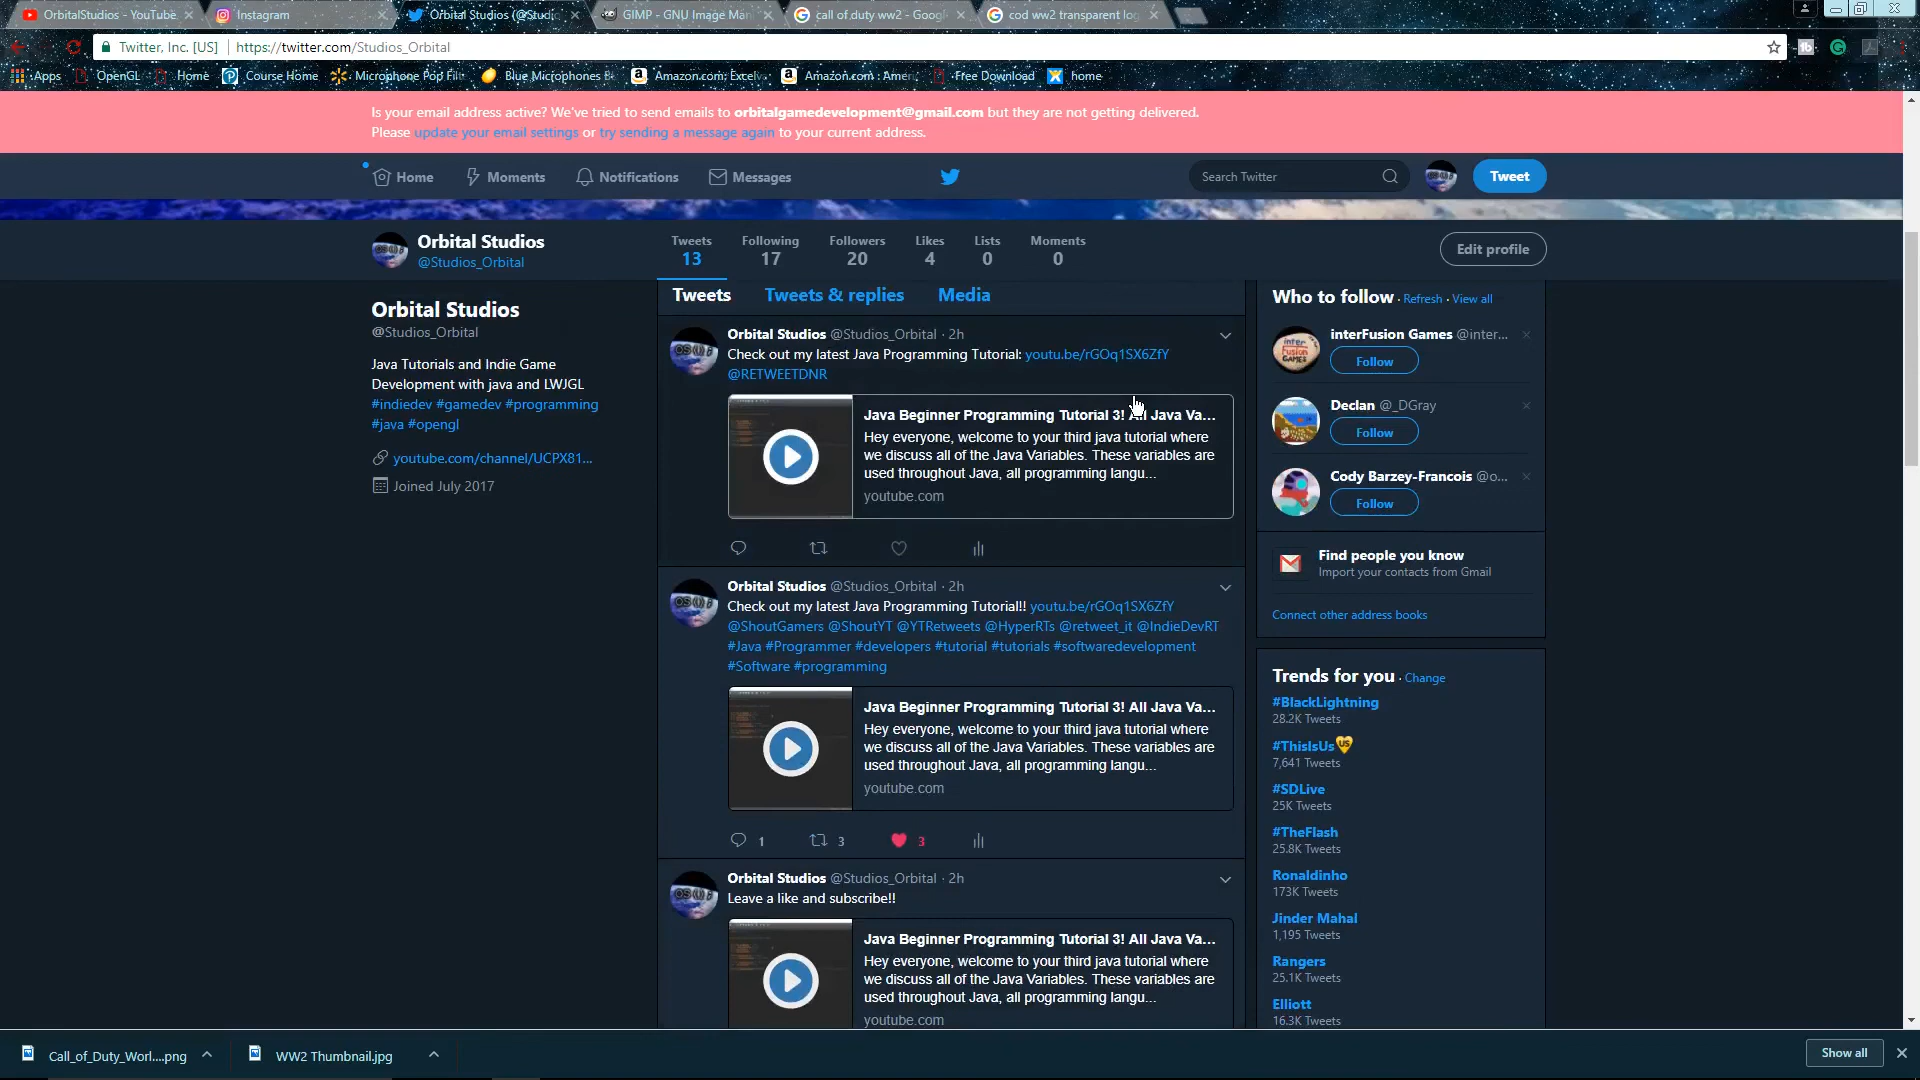 OrbitalStudios - YouTube
Instagram
Orbital Studios (@Studi
GIMP - GNU Image Man
call of duty ww2 - Goog
cod ww2 transparent log
Twitter, Inc. [US]
https://twitter.com/Studios_Orbital
Apps
OpenGL
Home
Course Home
Microphone Pop Filt
Blue Microphones B
Amazon.com: Excel
Amazon.com : Amer
Free Download
home
Is your email address active? We've tried to send emails to orbitalgamedevelopment@gmail.com but they are not getting delivered.
Please update your email settings or try sending a message again to your current address.
Home
Moments
Notifications
Messages
Search Twitter
Tweet
Orbital Studios
@Studios_Orbital
Tweets
13
Following
17
Followers
20
Likes
4
Lists
0
Moments
0
Edit profile
Orbital Studios
@Studios_Orbital
Java Tutorials and Indie Game
Development with java and LWJGL
#indiedev #gamedev #programming
#java #opengl
youtube.com/channel/UCPX81...
Joined July 2017
Tweets
Tweets & replies
Media
Orbital Studios @Studios_Orbital · 2h
Check out my latest Java Programming Tutorial: youtu.be/rGOq1SX6ZfY
@RETWEETDNR
Java Beginner Programming Tutorial 3! All Java Va...
Hey everyone, welcome to your third java tutorial where
we discuss all of the Java Variables. These variables are
used throughout Java, all programming langu...
youtube.com
Orbital Studios @Studios_Orbital · 2h
Check out my latest Java Programming Tutorial!! youtu.be/rGOq1SX6ZfY
@ShoutGamers @ShoutYT @YTRetweets @HyperRTs @retweet_it @IndieDevRT
#Java #Programmer #developers #tutorial #tutorials #softwaredevelopment
#Software #programming
Java Beginner Programming Tutorial 3! All Java Va...
Hey everyone, welcome to your third java tutorial where
we discuss all of the Java Variables. These variables are
used throughout Java, all programming langu...
youtube.com
1
3
3
Orbital Studios @Studios_Orbital · 2h
Leave a like and subscribe!!
Java Beginner Programming Tutorial 3! All Java Va...
Hey everyone, welcome to your third java tutorial where
we discuss all of the Java Variables. These variables are
used throughout Java, all programming langu...
youtube.com
Who to follow · Refresh · View all
interFusion Games @inter...
Follow
Declan @_DGray
Follow
Cody Barzey-Francois @o...
Follow
Find people you know
Import your contacts from Gmail
Connect other address books
Trends for you · Change
#BlackLightning
28.2K Tweets
#ThisIsUs
7,641 Tweets
#SDLive
25K Tweets
#TheFlash
25.8K Tweets
Ronaldinho
173K Tweets
Jinder Mahal
1,195 Tweets
Rangers
25.1K Tweets
Elliott
16.3K Tweets
Call_of_Duty_Worl....png
WW2 Thumbnail.jpg
Show all